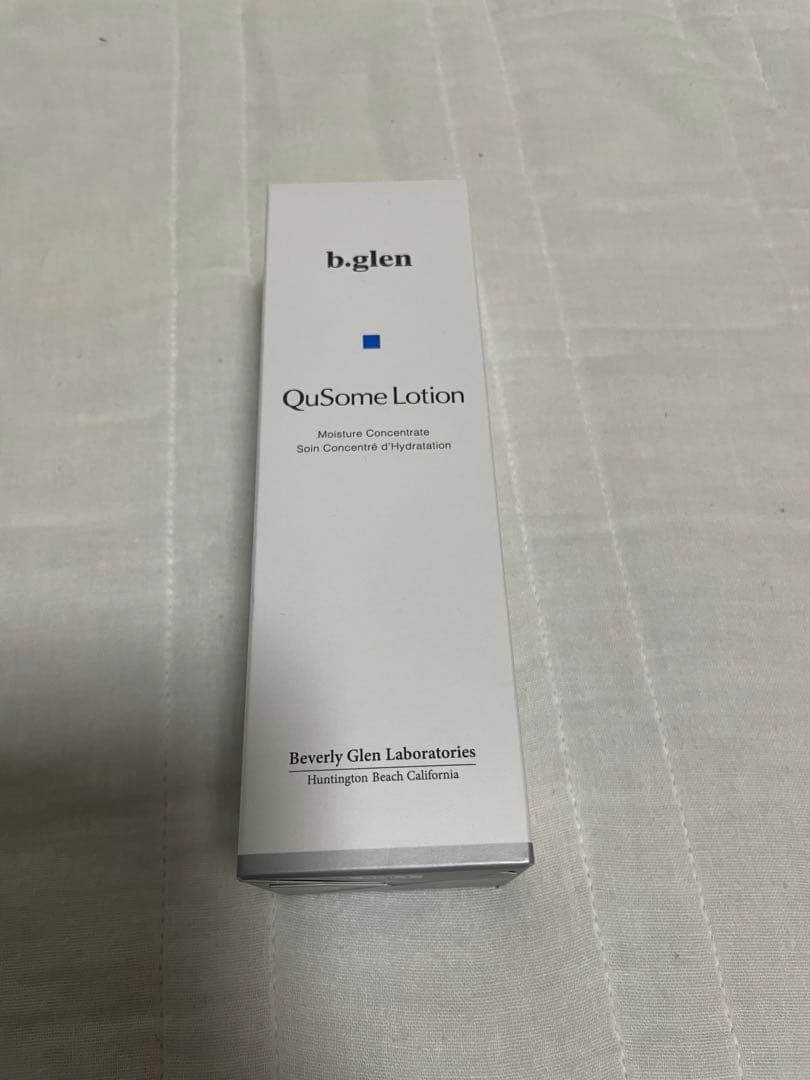 b.glen
QuSome Lotion
Moisture Concentrate
Soin Concentré d'Hydratation
Beverly Glen Laboratories
Huntington Beach California